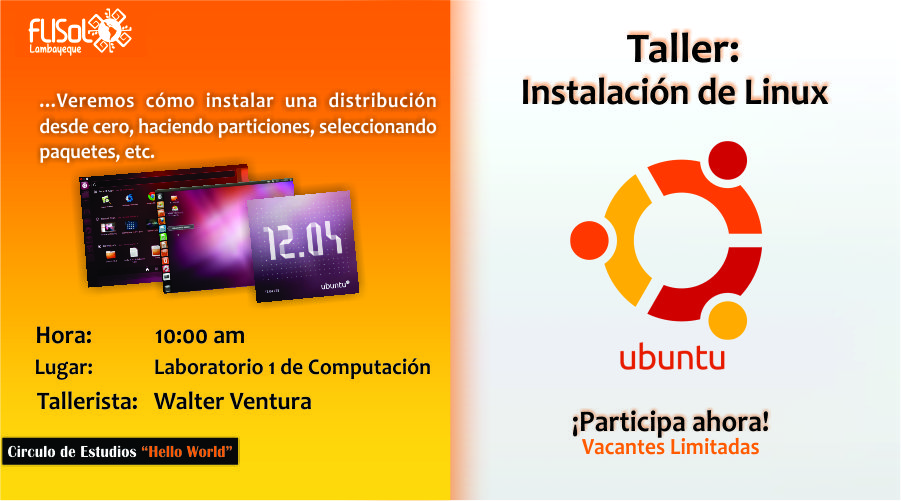 FLISoL
Lambayeque
...Veremos cómo instalar una distribución
desde cero, haciendo particiones, seleccionando
paquetes, etc.
12.04
ubuntu
Hora: 10:00 am
Lugar: Laboratorio 1 de Computación
Tallerista: Walter Ventura
Circulo de Estudios “Hello World”
Taller:
Instalación de Linux
ubuntu
¡Participa ahora!
Vacantes Limitadas